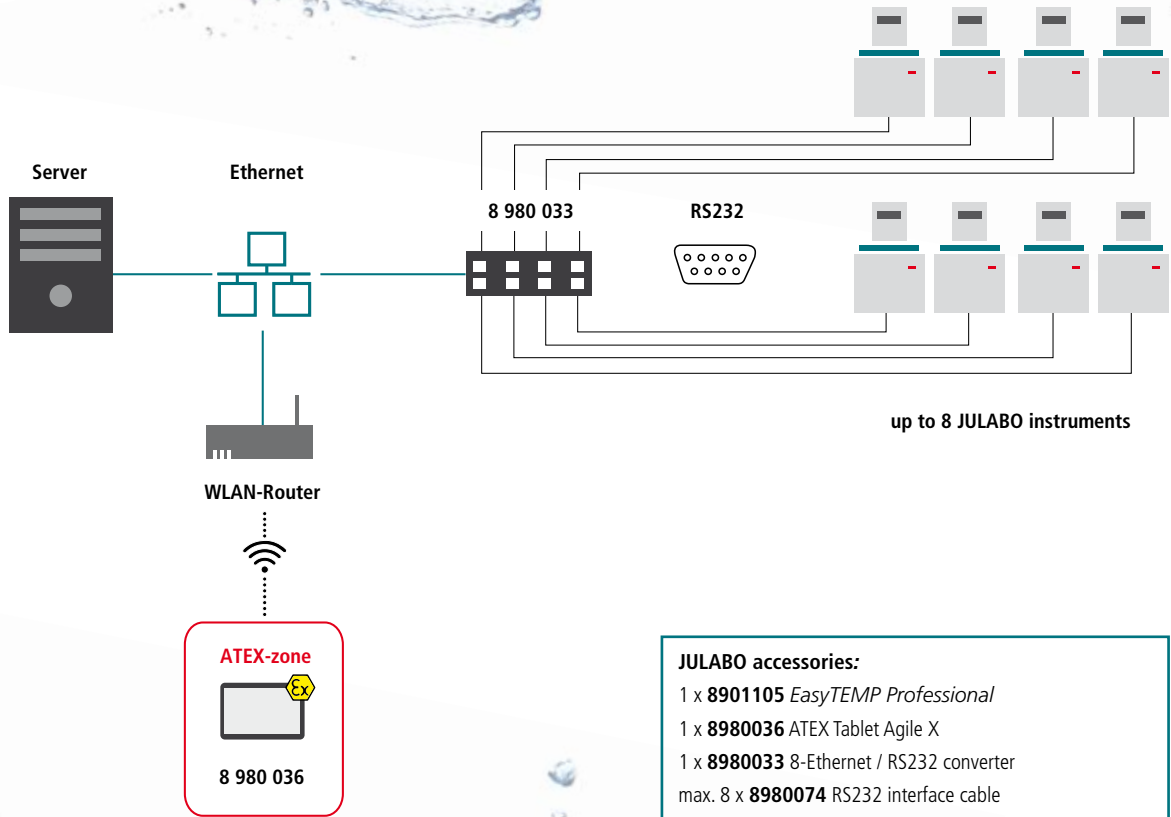 Server
Ethernet
8 980 033
RS232
up to 8 JULABO instruments
WLAN-Router
ATEX-zone
Ex
8 980 036
JULABO accessories:
1 x 8901105 EasyTEMP Professional
1 x 8980036 ATEX Tablet Agile X
1 x 8980033 8-Ethernet / RS232 converter
max. 8 x 8980074 RS232 interface cable